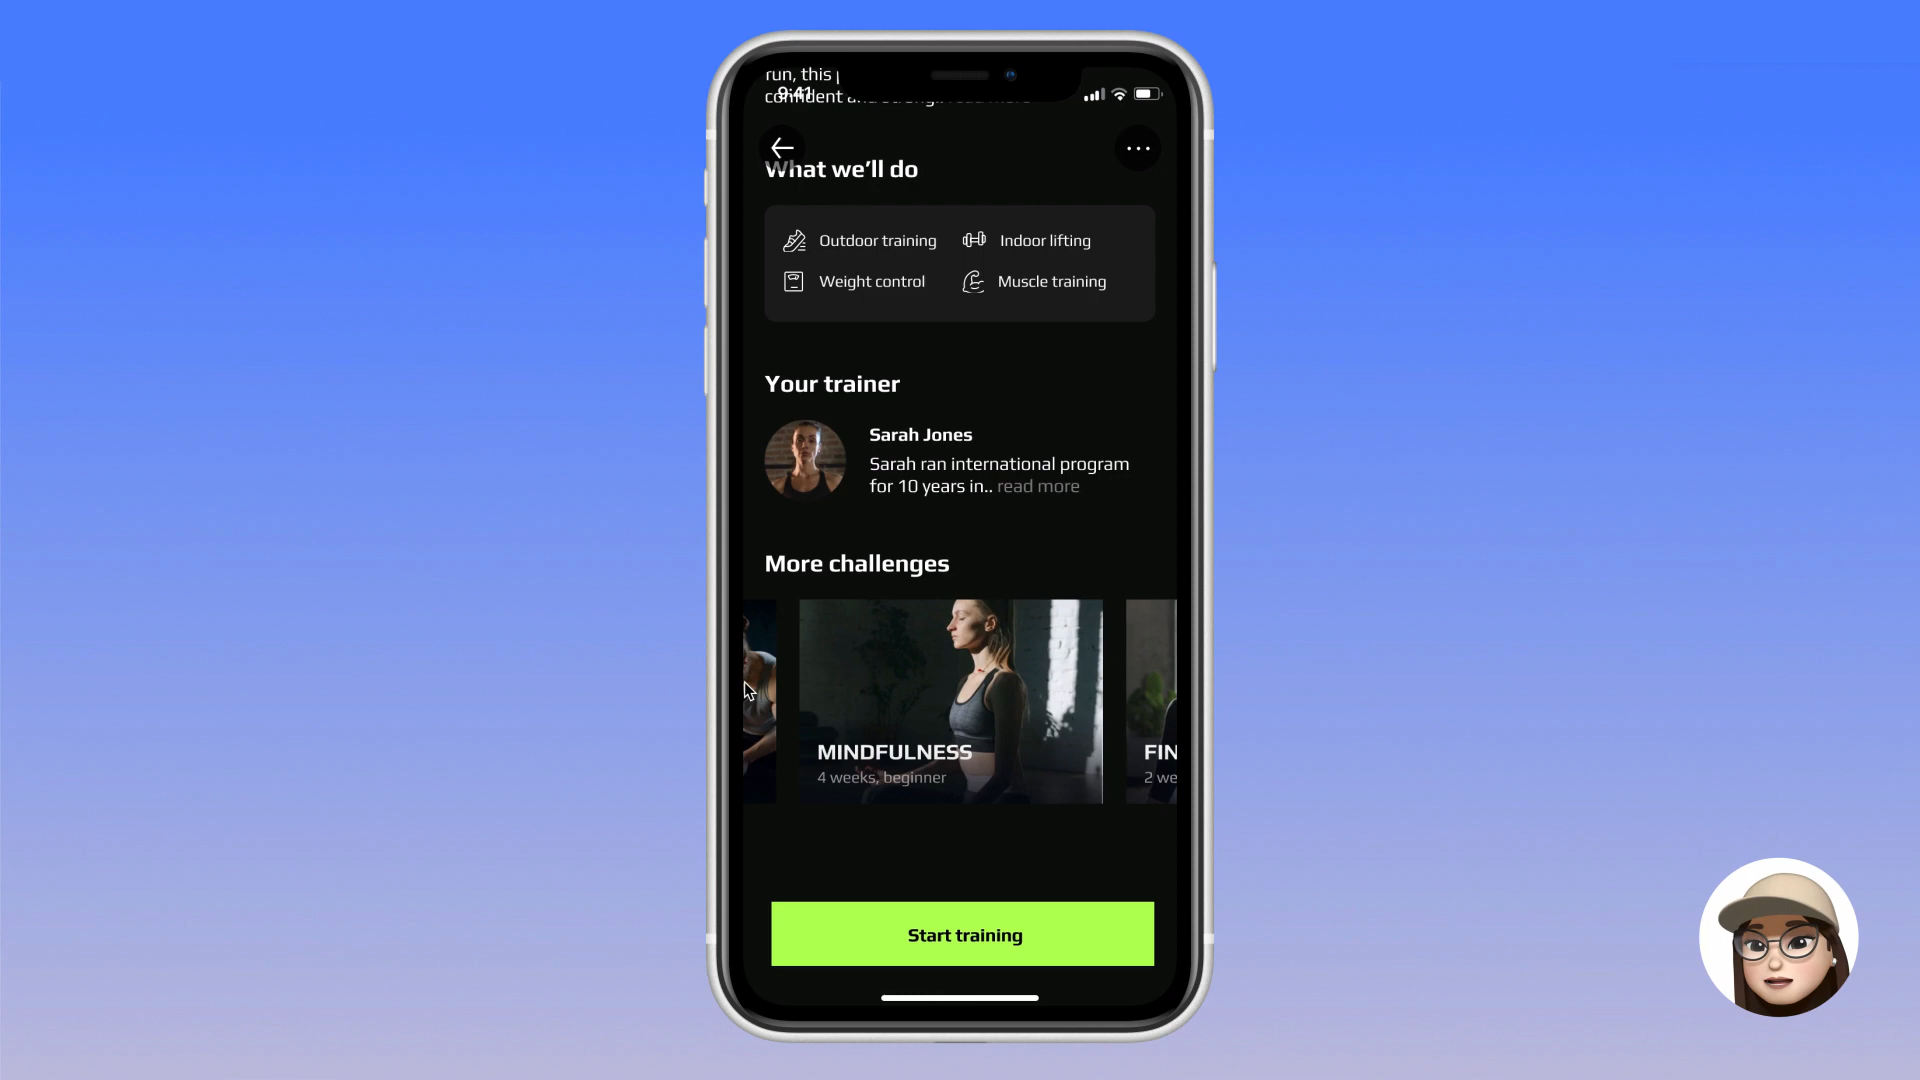 run, this
9:41
confident
What we'll do
Outdoor training
Indoor lifting
Weight control
Muscle training
Your trainer
Sarah Jones
Sarah ran international program
for 10 years in.. read more
More challenges
MINDFULNESS
4 weeks, beginner
FIN
2 we
Start training